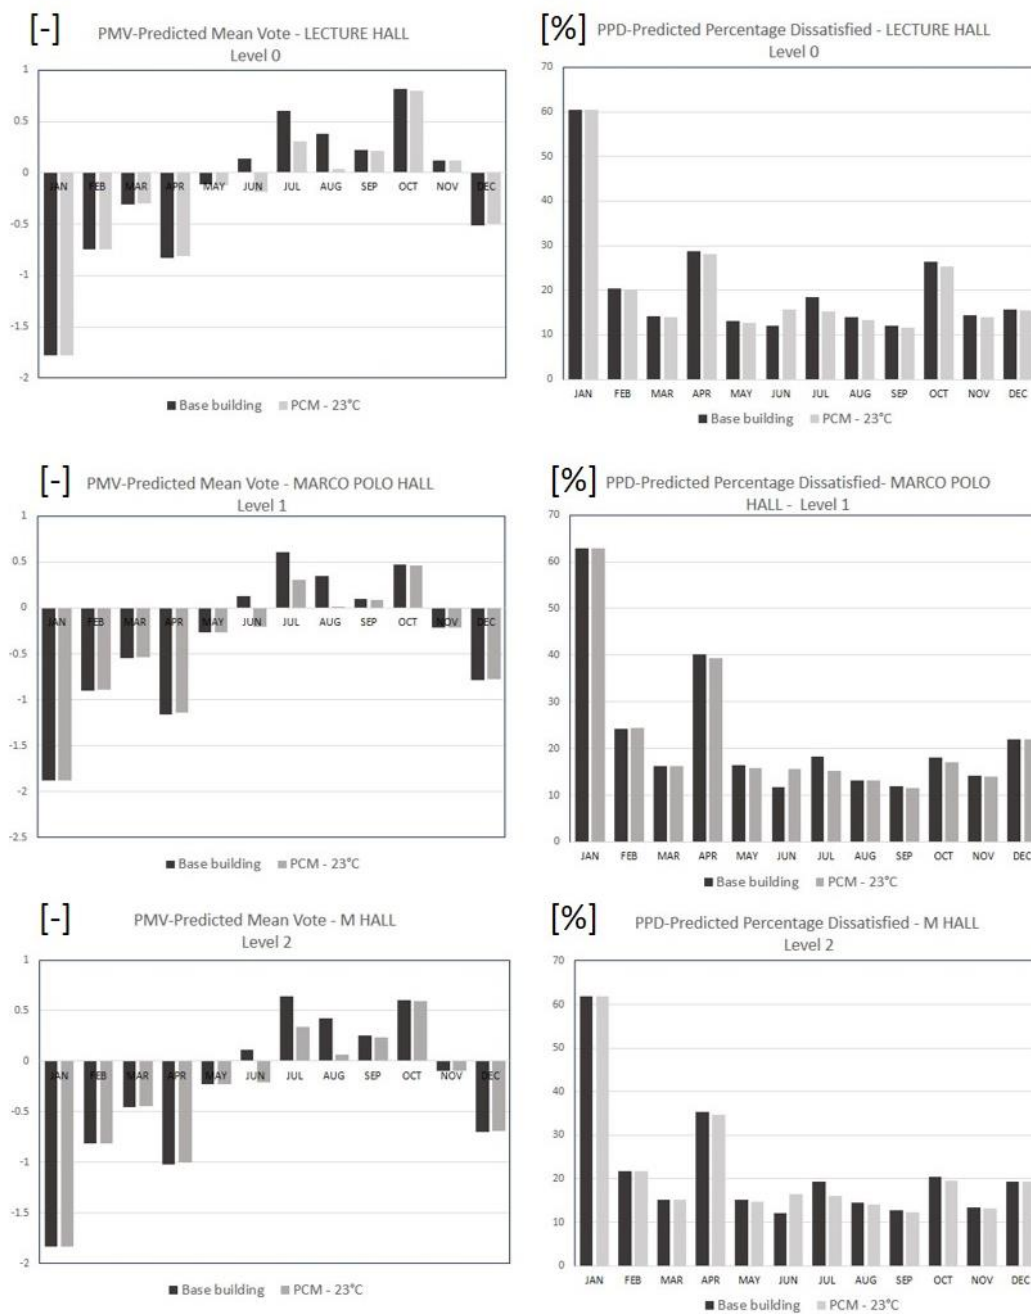 [-]
PMV-Predicted Mean Vote - LECTURE HALL
Level 0
1
0.5
0
-0.5
-1
-1.5
-2
JAN FEB MAR APR MAY JUN JUL AUG SEP OCT NOV DEC
Base building PCM - 23°C
[%]
PPD-Predicted Percentage Dissatisfied - LECTURE HALL
Level 0
70
60
50
40
30
20
10
0
JAN FEB MAR APR MAY JUN JUL AUG SEP OCT NOV DEC
Base building PCM - 23°C
[-]
PMV-Predicted Mean Vote - MARCO POLO HALL
Level 1
1
0.5
0
-0.5
-1
-1.5
-2
-2.5
JAN FEB MAR APR MAY JUN JUL AUG SEP OCT NOV DEC
Base building PCM - 23°C
[%]
PPD-Predicted Percentage Dissatisfied- MARCO POLO
HALL - Level 1
70
60
50
40
30
20
10
0
JAN FEB MAR APR MAY JUN JUL AUG SEP OCT NOV DEC
Base building PCM - 23°C
[-]
PMV-Predicted Mean Vote - M HALL
Level 2
1
0.5
0
-0.5
-1
-1.5
-2
JAN FEB MAR APR MAY JUN JUL AUG SEP OCT NOV DEC
Base building PCM - 23°C
[%]
PPD-Predicted Percentage Dissatisfied - M HALL
Level 2
70
60
50
40
30
20
10
0
JAN FEB MAR APR MAY JUN JUL AUG SEP OCT NOV DEC
Base building PCM - 23°C